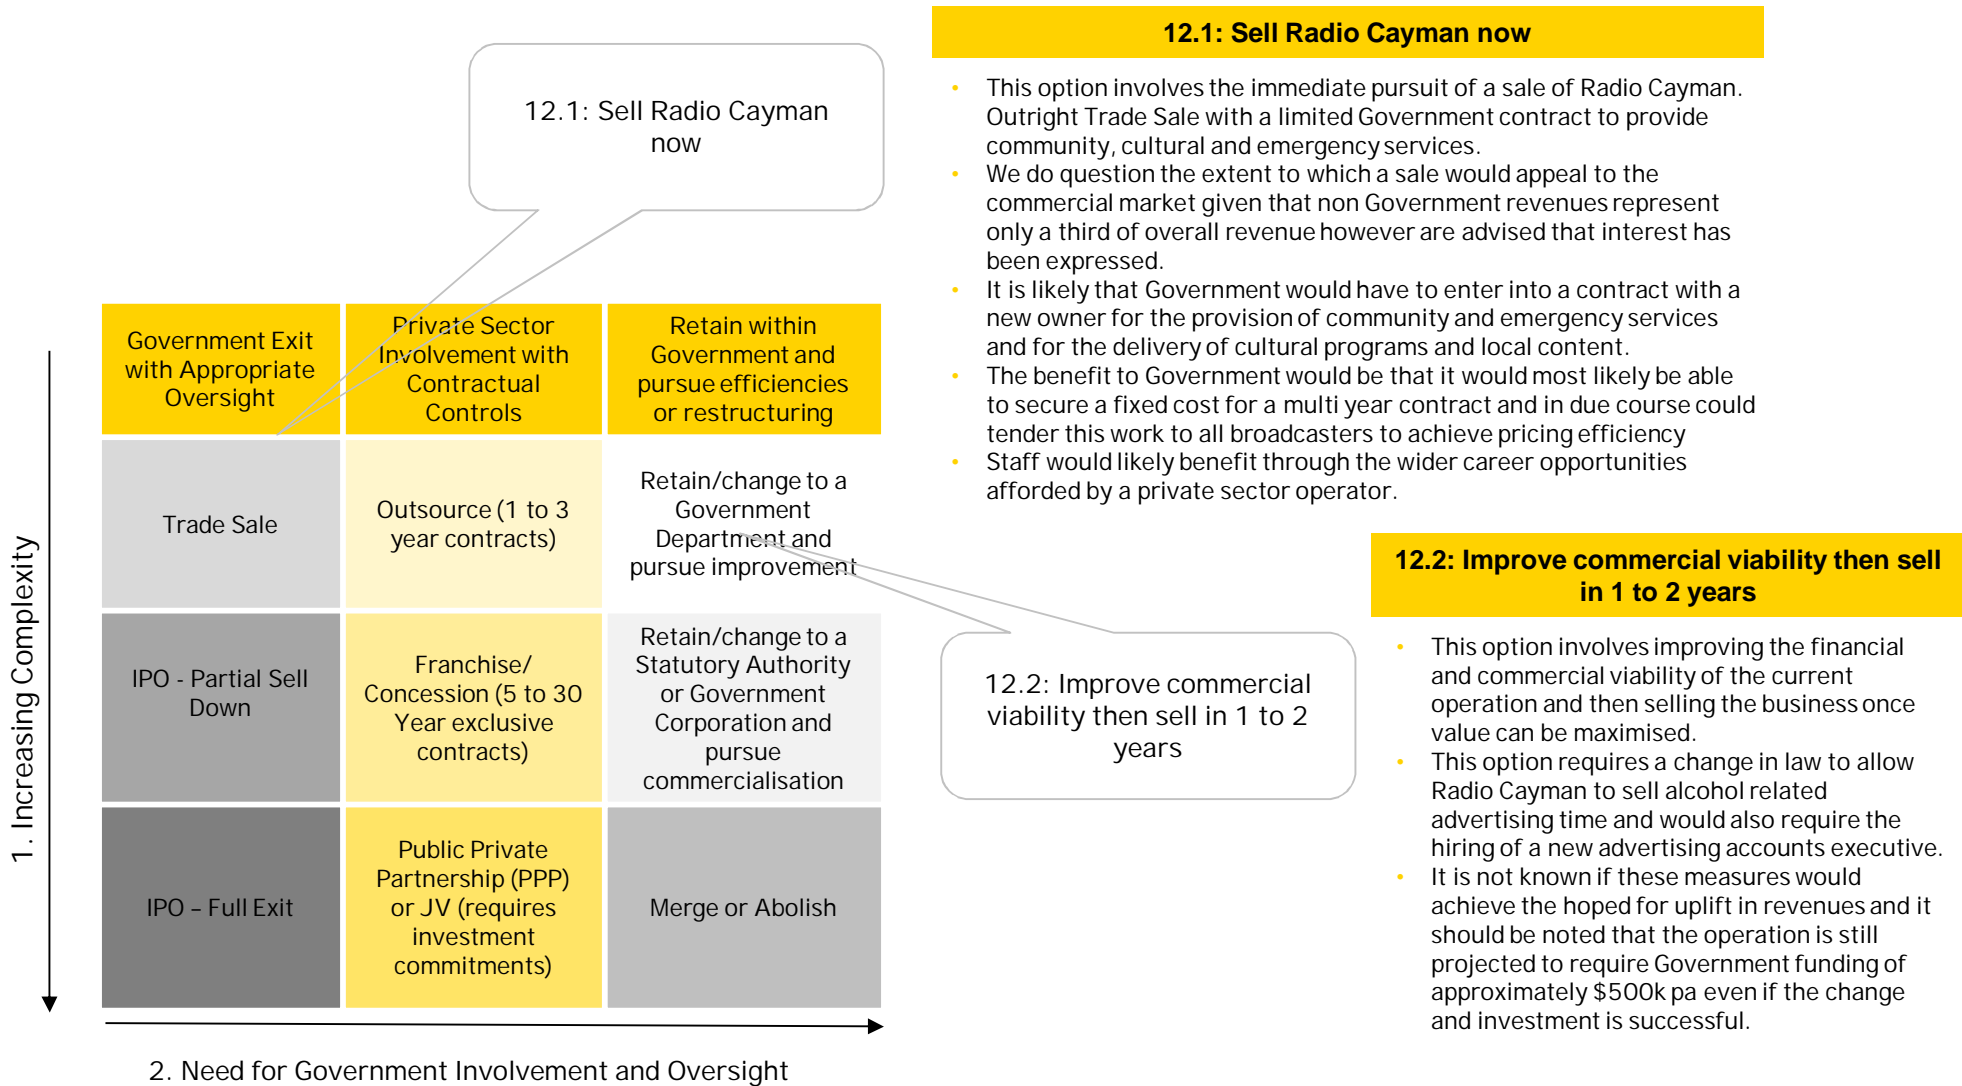 12.1: Sell Radio Cayman
now
12.1: Sell Radio Cayman now
• This option involves the immediate pursuit of a sale of Radio Cayman.
Outright Trade Sale with a limited Government contract to provide
community, cultural and emergency services.
• We do question the extent to which a sale would appeal to the
commercial market given that non Government revenues represent
only a third of overall revenue however are advised that interest has
been expressed.
• It is likely that Government would have to enter into a contract with a
new owner for the provision of community and emergency services
and for the delivery of cultural programs and local content.
• The benefit to Government would be that it would most likely be able
to secure a fixed cost for a multi year contract and in due course could
tender this work to all broadcasters to achieve pricing efficiency
• Staff would likely benefit through the wider career opportunities
afforded by a private sector operator.
Government Exit
with Appropriate
Oversight
Private Sector
Involvement with
Contractual
Controls
Retain within
Government and
pursue efficiencies
or restructuring
Trade Sale
Outsource (1 to 3
year contracts)
Retain/change to a
Government
Department and
pursue improvement
IPO - Partial Sell
Down
Franchise/
Concession (5 to 30
Year exclusive
contracts)
Retain/change to a
Statutory Authority
or Government
Corporation and
pursue
commercialisation
IPO – Full Exit
Public Private
Partnership (PPP)
or JV (requires
investment
commitments)
Merge or Abolish
1. Increasing Complexity
2. Need for Government Involvement and Oversight
12.2: Improve commercial
viability then sell in 1 to 2
years
12.2: Improve commercial viability then sell
in 1 to 2 years
• This option involves improving the financial
and commercial viability of the current
operation and then selling the business once
value can be maximised.
• This option requires a change in law to allow
Radio Cayman to sell alcohol related
advertising time and would also require the
hiring of a new advertising accounts executive.
• It is not known if these measures would
achieve the hoped for uplift in revenues and it
should be noted that the operation is still
projected to require Government funding of
approximately $500k pa even if the change
and investment is successful.